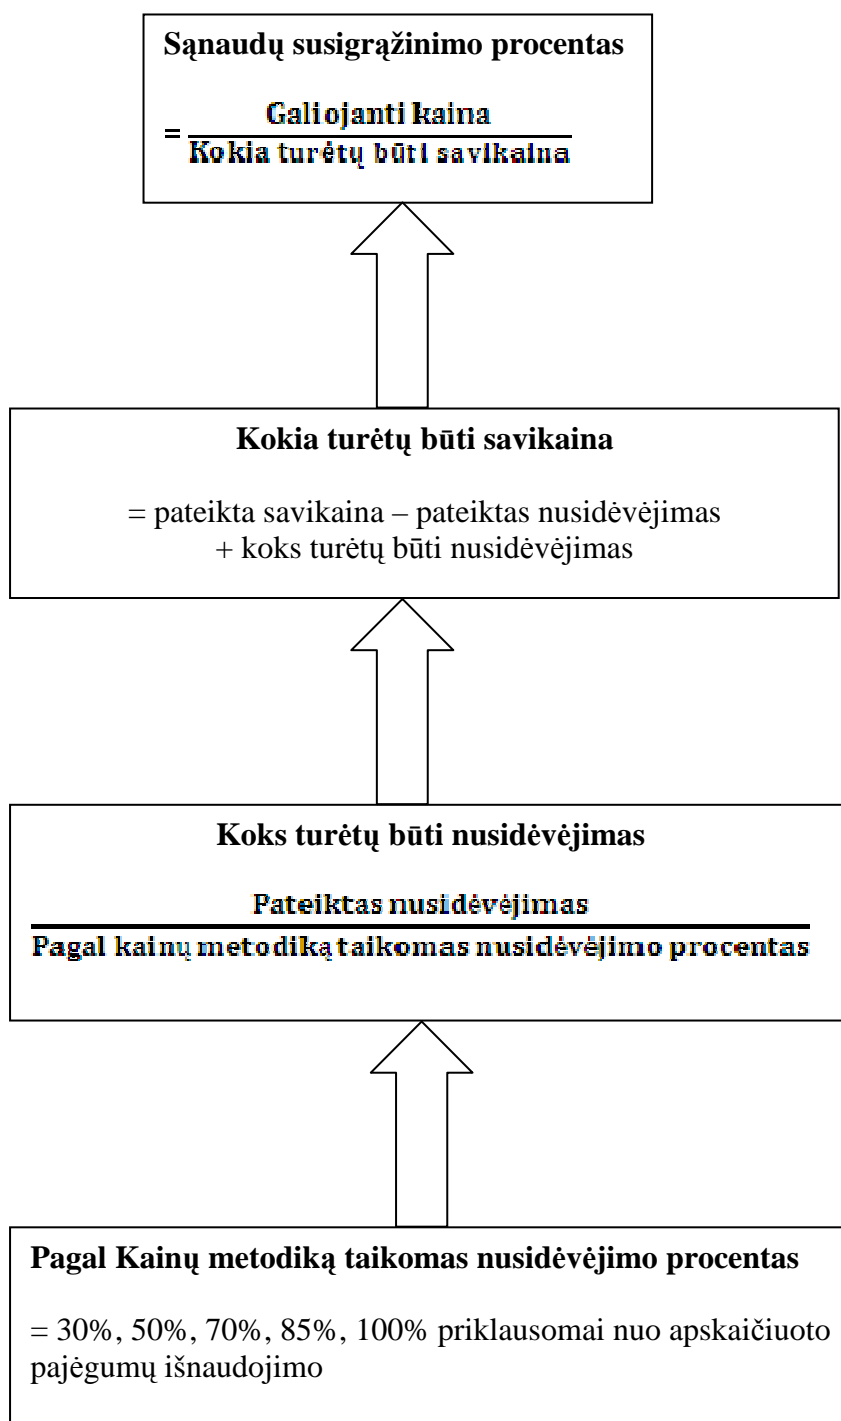 Sąnaudų susigrąžinimo procentas
= Galiojanti kaina
Kokia turėtų būti savikaina
Kokia turėtų būti savikaina
= pateikta savikaina – pateiktas nusidėvėjimas
+ koks turėtų būti nusidėvėjimas
Koks turėtų būti nusidėvėjimas
Pateiktas nusidėvėjimas
Pagal kainų metodiką taikomas nusidėvėjimo procentas
Pagal Kainų metodiką taikomas nusidėvėjimo procentas
= 30%, 50%, 70%, 85%, 100% priklausomai nuo apskaičiuoto
pajėgumų išnaudojimo